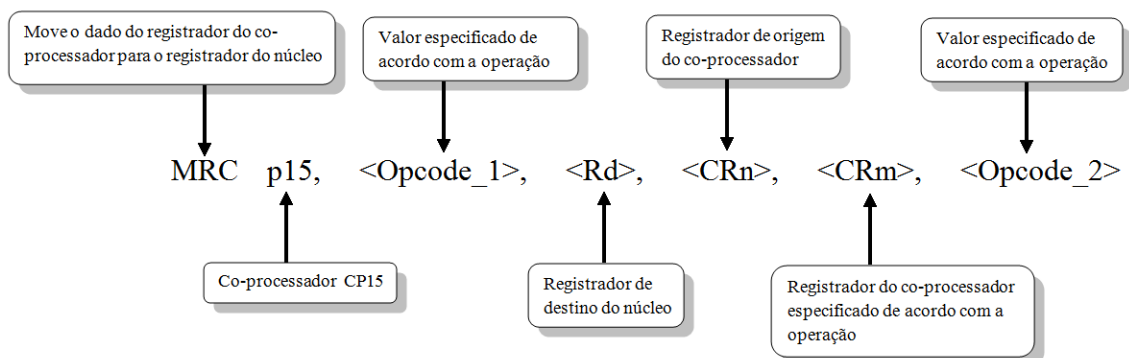 Move o dado do registrador do co-
processador para o registrador do núcleo
Valor especificado de
acordo com a operação
Registrador de origem
do co-processador
Valor especificado de
acordo com a operação
MRC p15, <Opcode_1>, <Rd>, <CRn>, <CRm>, <Opcode_2>
Co-processador CP15
Registrador de
destino do núcleo
Registrador do co-processador
especificado de acordo com a
operação